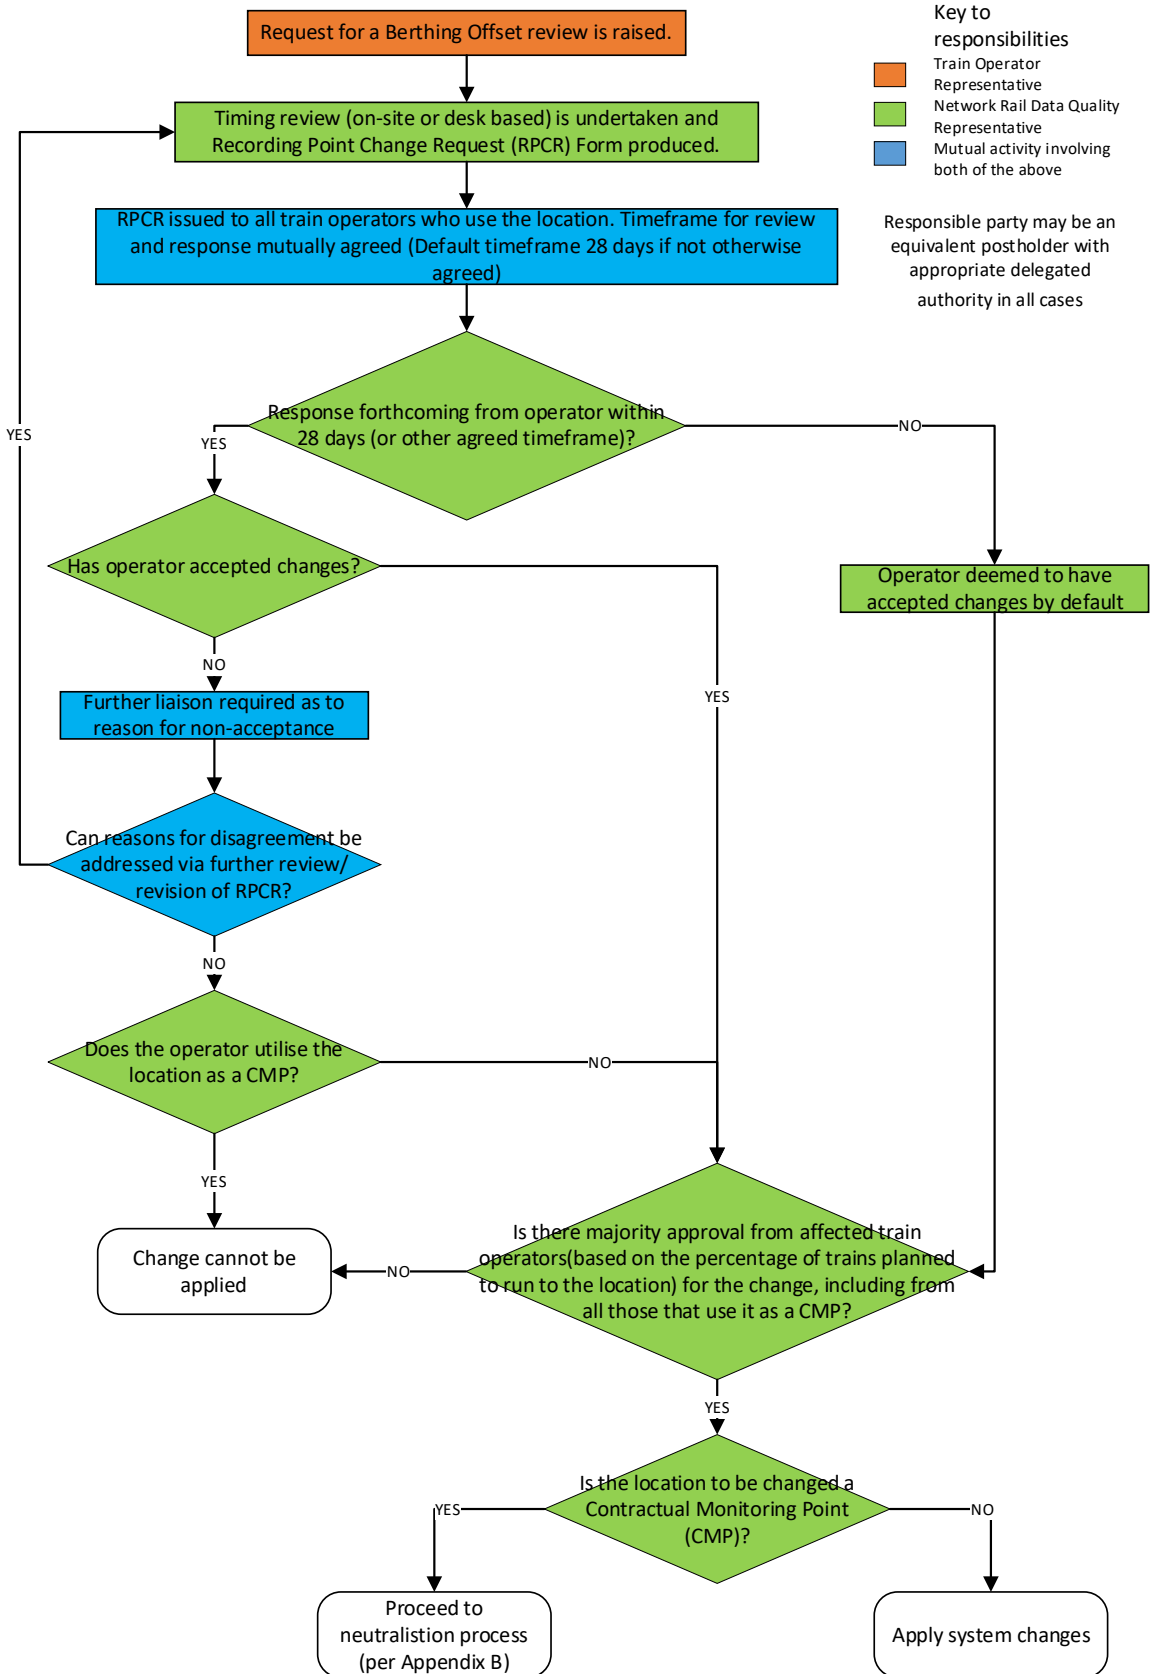 Request for a Berthing Offset review is raised.
Key to
responsibilities
Train Operator
Representative
Network Rail Data Quality
Representative
Mutual activity involving
both of the above
Responsible party may be an
equivalent postholder with
appropriate delegated
authority in all cases
Timing review (on-site or desk based) is undertaken and
Recording Point Change Request (RPCR) Form produced.
RPCR issued to all train operators who use the location. Timeframe for review
and response mutually agreed (Default timeframe 28 days if not otherwise
agreed)
Response forthcoming from operator within
28 days (or other agreed timeframe)?
YES
YES
NO
Has operator accepted changes?
Operator deemed to have
accepted changes by default
NO
YES
Further liaison required as to
reason for non-acceptance
Can reasons for disagreement be
addressed via further review/
revision of RPCR?
NO
Does the operator utilise the
location as a CMP?
NO
YES
Change cannot be
applied
NO
Is there majority approval from affected train
operators(based on the percentage of trains planned
to run to the location) for the change, including from
all those that use it as a CMP?
YES
Is the location to be changed a
Contractual Monitoring Point
(CMP)?
YES
NO
Proceed to
neutralistion process
(per Appendix B)
Apply system changes